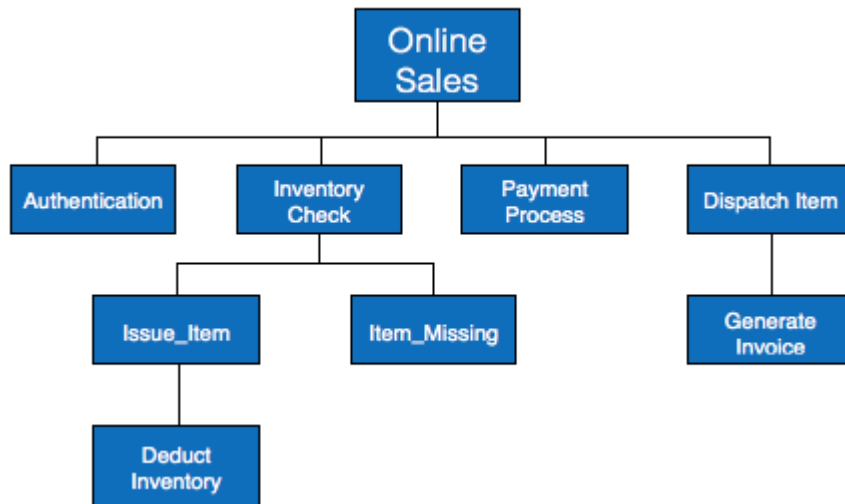 Online
Sales
Authentication
Inventory
Check
Payment
Process
Dispatch Item
Issue_Item
Item_Missing
Generate
Invoice
Deduct
Inventory